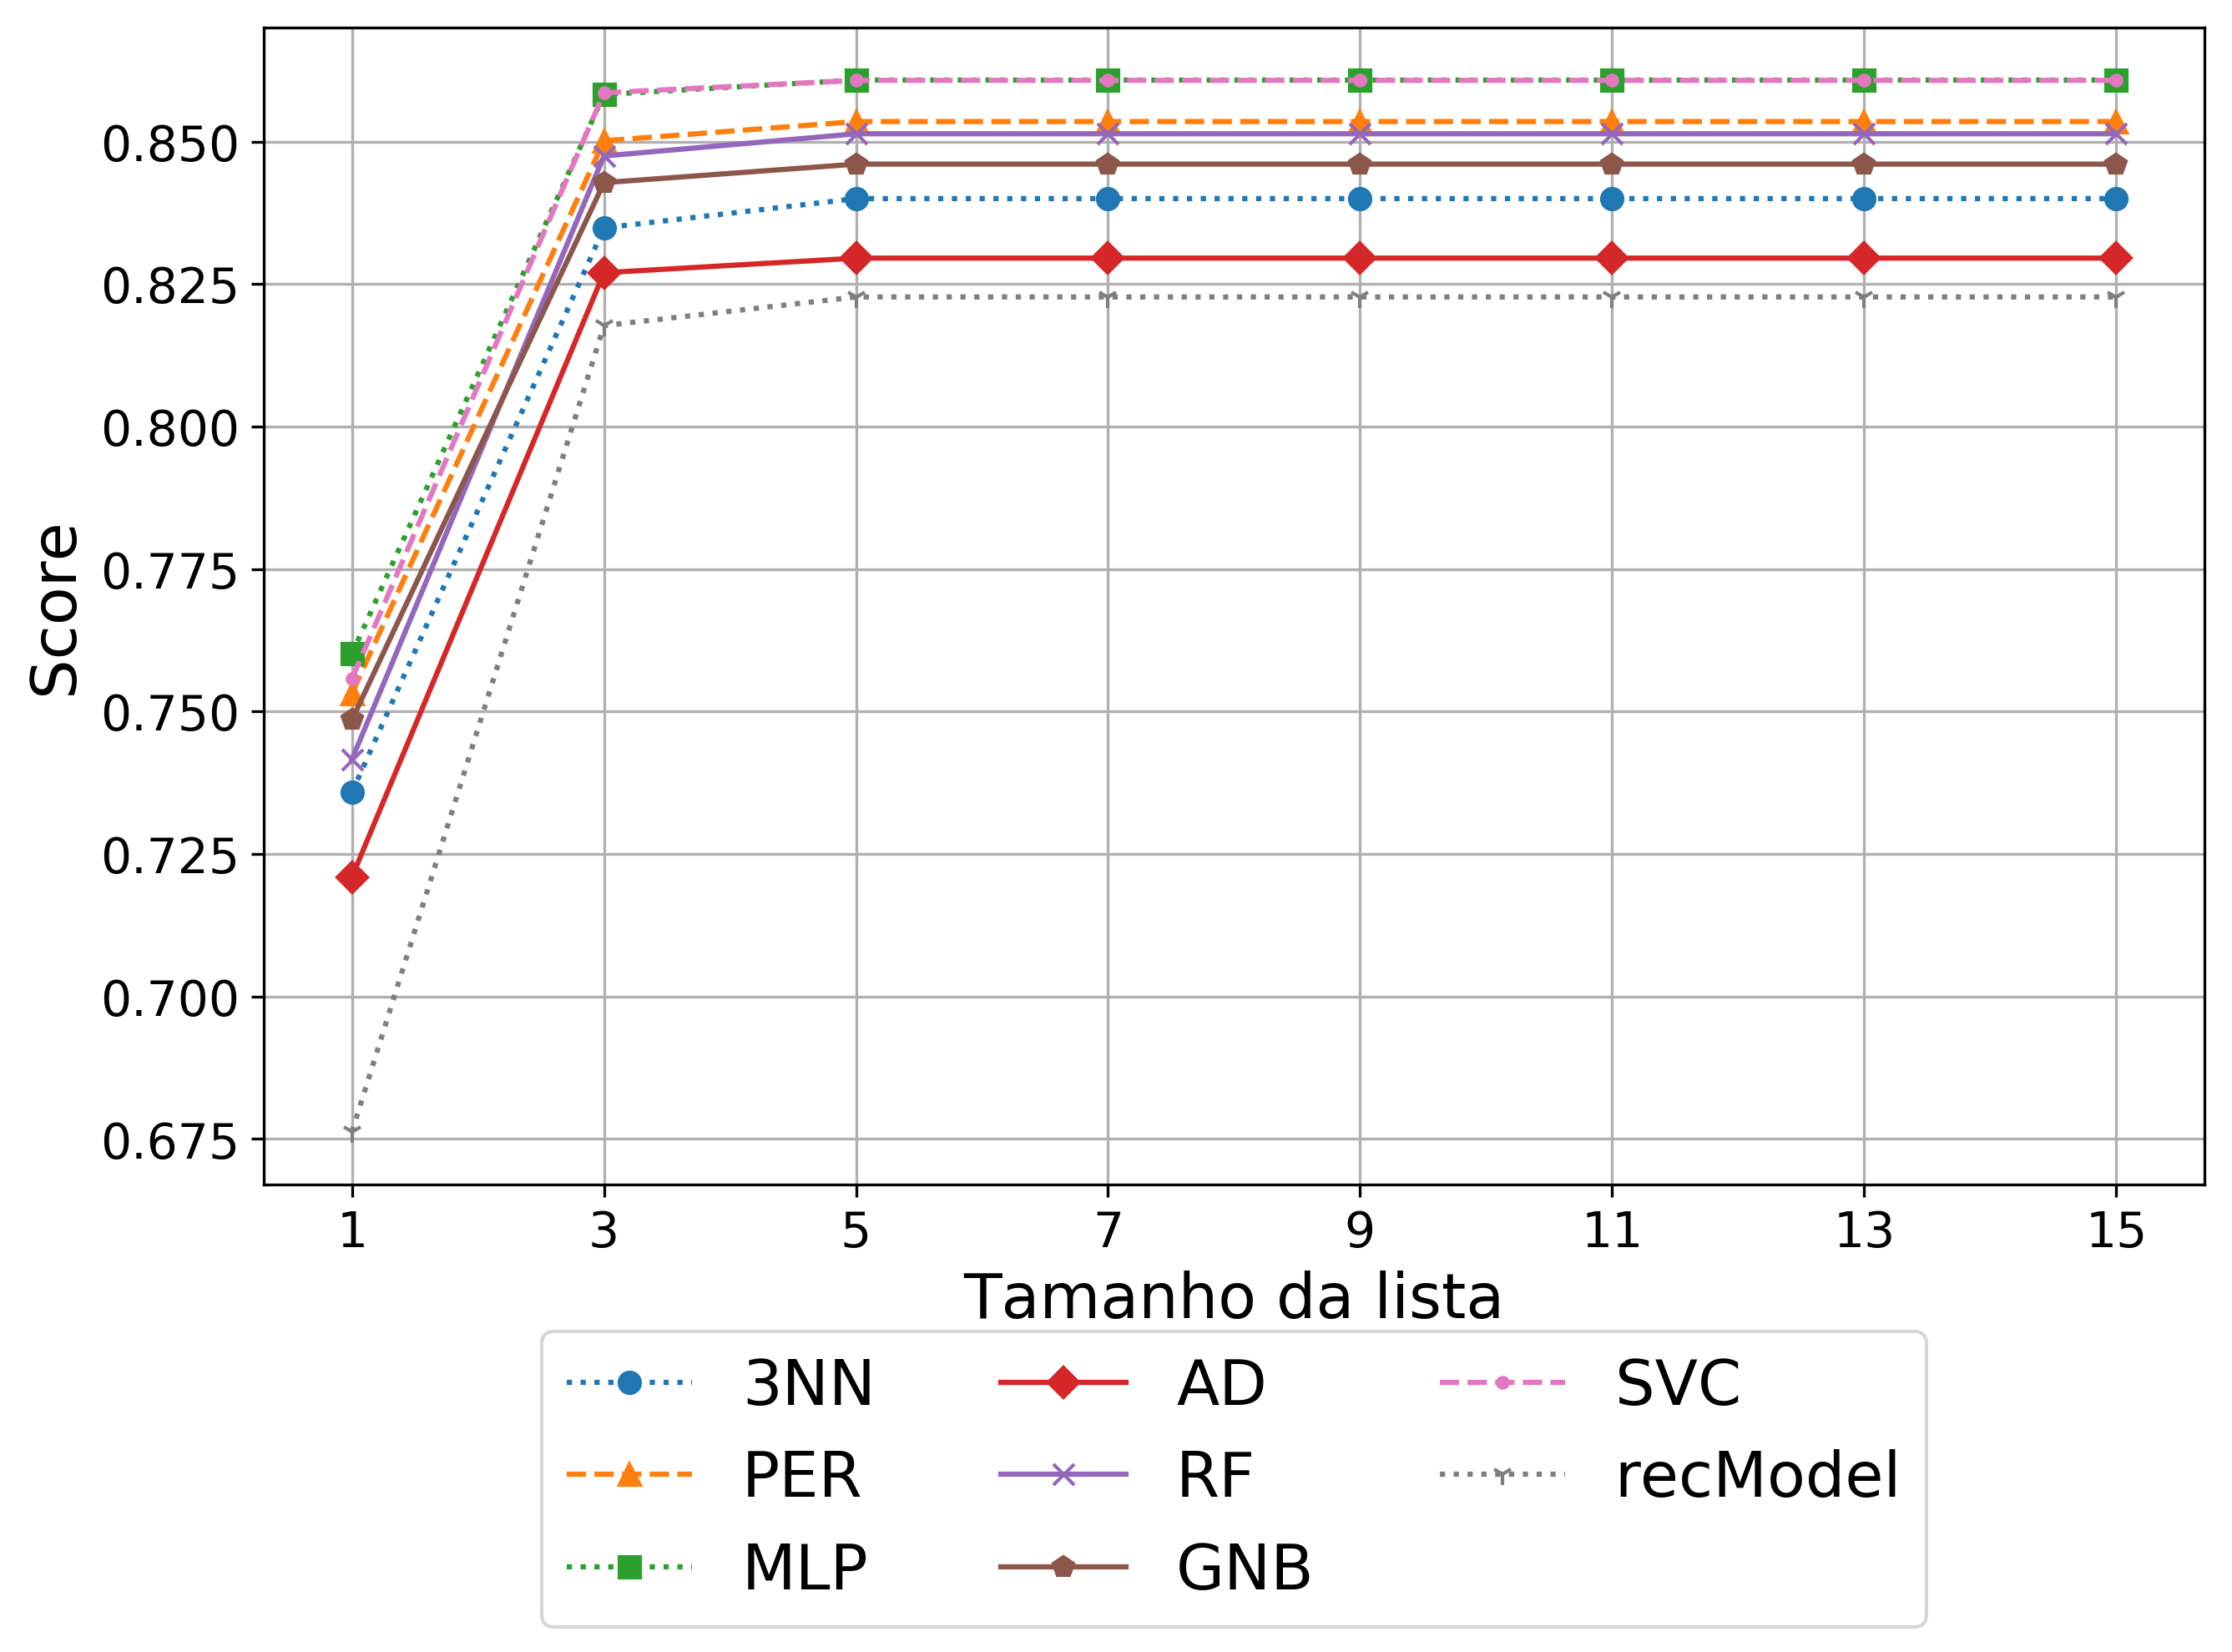 0.850
0.825
0.800
0.775
0.750
0.725
0.700
0.675
Score
1 3 5 7 9 11 13 15
Tamanho da lista
3NN AD SVC
PER RF recModel
MLP GNB